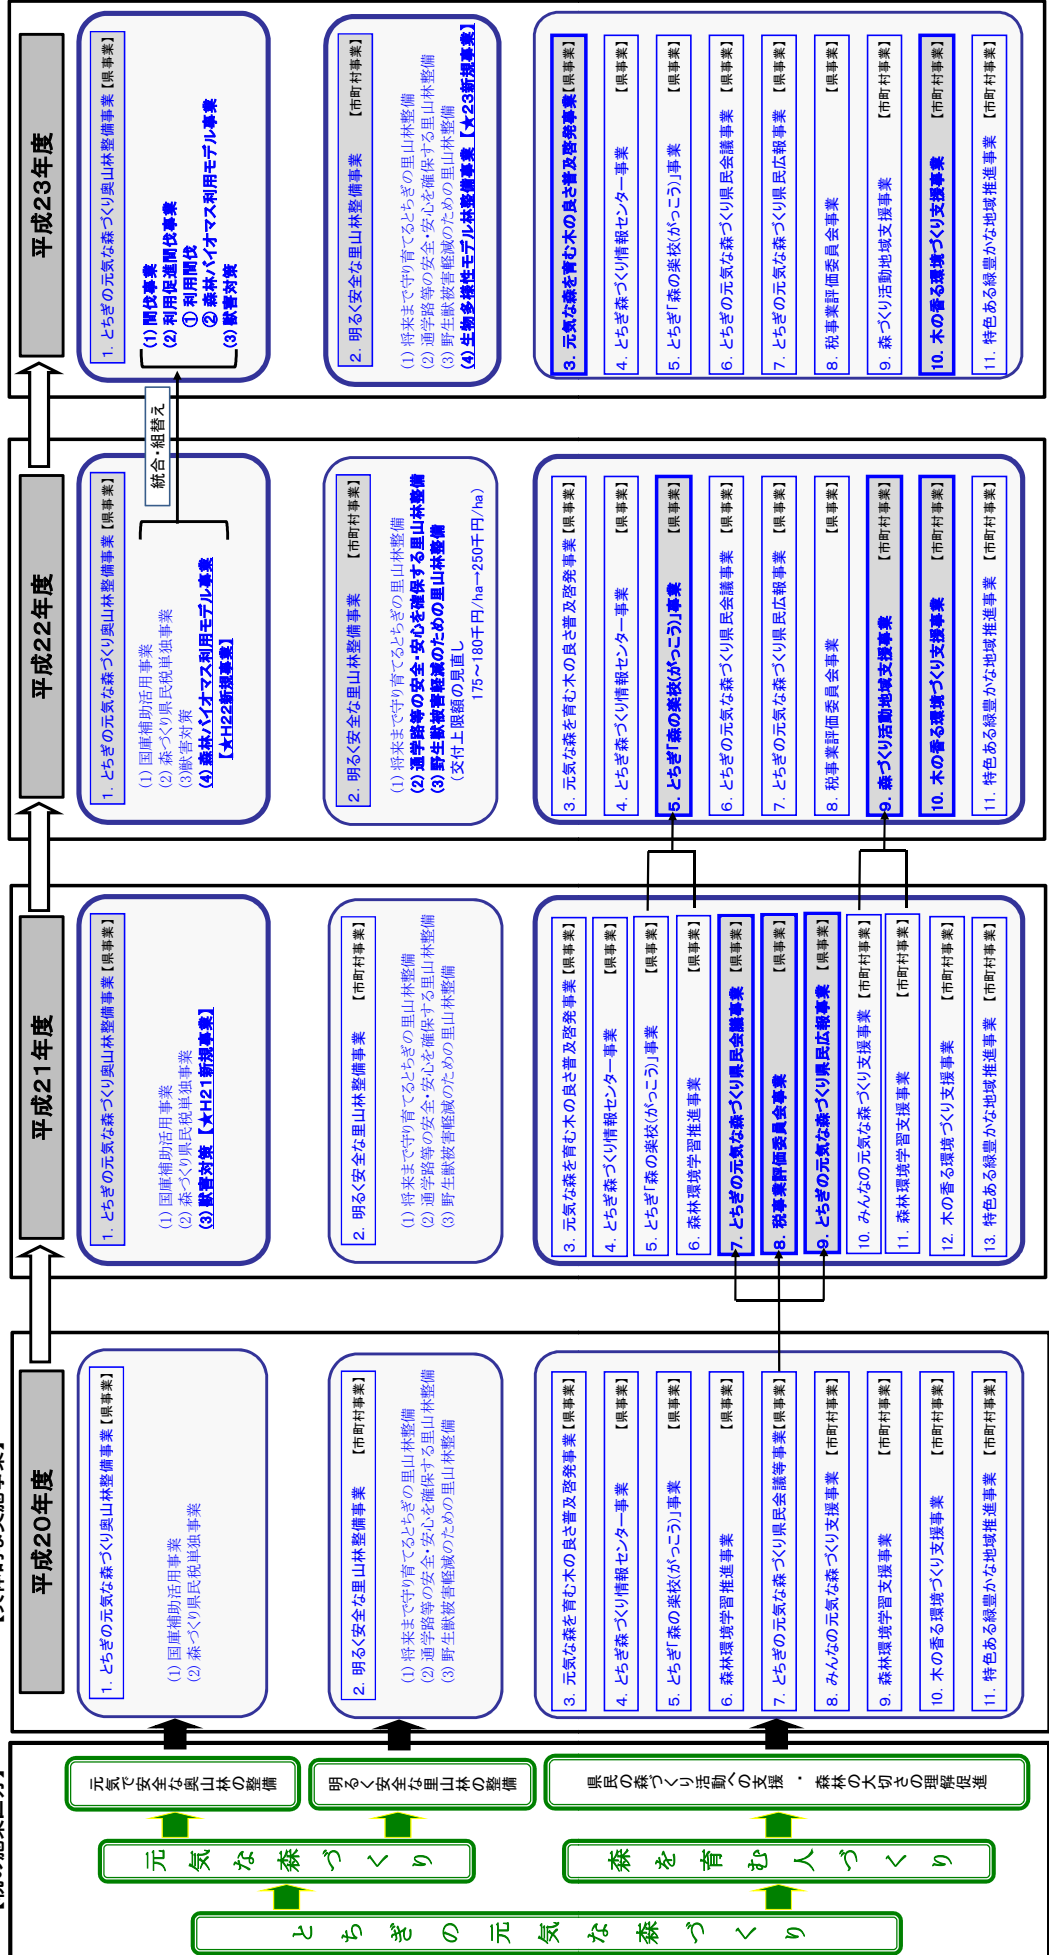 とちぎの元気な森づくり
元気な森づくり
森を育む人づくり
元気で安全な奥山林の整備
明るく安全な里山林の整備
県民の森づくり活動への支援 ・ 森林の大切さの理解促進
平成20年度
1. とちぎの元気な森づくり奥山林整備事業【県事業】
(1) 国庫補助活用事業
(2) 森づくり県民税単独事業
2. 明るく安全な里山林整備事業 【市町村事業】
(1) 将来まで守り育てるとちぎの里山林整備
(2) 通学路等の安全・安心を確保する里山林整備
(3) 野生獣被害軽減のための里山林整備
3. 元気な森を育む木の良さ普及啓発事業【県事業】
4. とちぎ森づくり情報センター事業 【県事業】
5. とちぎ「森の楽校(がっこう)」事業 【県事業】
6. 森林環境学習推進事業 【県事業】
7. とちぎの元気な森づくり県民会議等事業【県事業】
8. みんなの元気な森づくり支援事業 【市町村事業】
9. 森林環境学習支援事業 【市町村事業】
10. 木の香る環境づくり支援事業 【市町村事業】
11. 特色ある緑豊かな地域推進事業 【市町村事業】
平成21年度
1. とちぎの元気な森づくり奥山林整備事業【県事業】
(1) 国庫補助活用事業
(2) 森づくり県民税単独事業
(3) 獣害対策 【★H21新規事業】
2. 明るく安全な里山林整備事業 【市町村事業】
(1) 将来まで守り育てるとちぎの里山林整備
(2) 通学路等の安全・安心を確保する里山林整備
(3) 野生獣被害軽減のための里山林整備
3. 元気な森を育む木の良さ普及啓発事業【県事業】
4. とちぎ森づくり情報センター事業 【県事業】
5. とちぎ「森の楽校(がっこう)」事業 【県事業】
6. 森林環境学習推進事業 【県事業】
7. とちぎの元気な森づくり県民会議事業 【県事業】
8. 税事業評価委員会事業 【県事業】
9. とちぎの元気な森づくり県民広報事業 【県事業】
10. みんなの元気な森づくり支援事業 【市町村事業】
11. 森林環境学習支援事業 【市町村事業】
12. 木の香る環境づくり支援事業 【市町村事業】
13. 特色ある緑豊かな地域推進事業 【市町村事業】
平成22年度
1. とちぎの元気な森づくり奥山林整備事業【県事業】
(1) 国庫補助活用事業
(2) 森づくり県民税単独事業
(3)獣害対策
(4) 森林バイオマス利用モデル事業
【★H22新規事業】
統合・組替え
2. 明るく安全な里山林整備事業 【市町村事業】
(1) 将来まで守り育てるとちぎの里山林整備
(2) 通学路等の安全・安心を確保する里山林整備
(3) 野生獣被害軽減のための里山林整備
(交付上限額の見直し
175～180千円/ha→250千円/ha)
3. 元気な森を育む木の良さ普及啓発事業【県事業】
4. とちぎ森づくり情報センター事業 【県事業】
5. とちぎ「森の楽校(がっこう)」事業 【県事業】
6. とちぎの元気な森づくり県民会議事業 【県事業】
7. とちぎの元気な森づくり県民広報事業 【県事業】
8. 税事業評価委員会事業 【県事業】
9. 森づくり活動地域支援事業 【市町村事業】
10. 木の香る環境づくり支援事業 【市町村事業】
11. 特色ある緑豊かな地域推進事業 【市町村事業】
平成23年度
1. とちぎの元気な森づくり奥山林整備事業【県事業】
(1) 間伐事業
(2) 利用促進間伐事業
① 利用間伐
② 森林バイオマス利用モデル事業
(3) 獣害対策
2. 明るく安全な里山林整備事業 【市町村事業】
(1) 将来まで守り育てるとちぎの里山林整備
(2) 通学路等の安全・安心を確保する里山林整備
(3) 野生獣被害軽減のための里山林整備
(4) 生物多様性モデル林整備事業【★23新規事業】
3. 元気な森を育む木の良さ普及啓発事業【県事業】
4. とちぎ森づくり情報センター事業 【県事業】
5. とちぎ「森の楽校(がっこう)」事業 【県事業】
6. とちぎの元気な森づくり県民会議事業 【県事業】
7. とちぎの元気な森づくり県民広報事業 【県事業】
8. 税事業評価委員会事業 【県事業】
9. 森づくり活動地域支援事業 【市町村事業】
10. 木の香る環境づくり支援事業 【市町村事業】
11. 特色ある緑豊かな地域推進事業 【市町村事業】